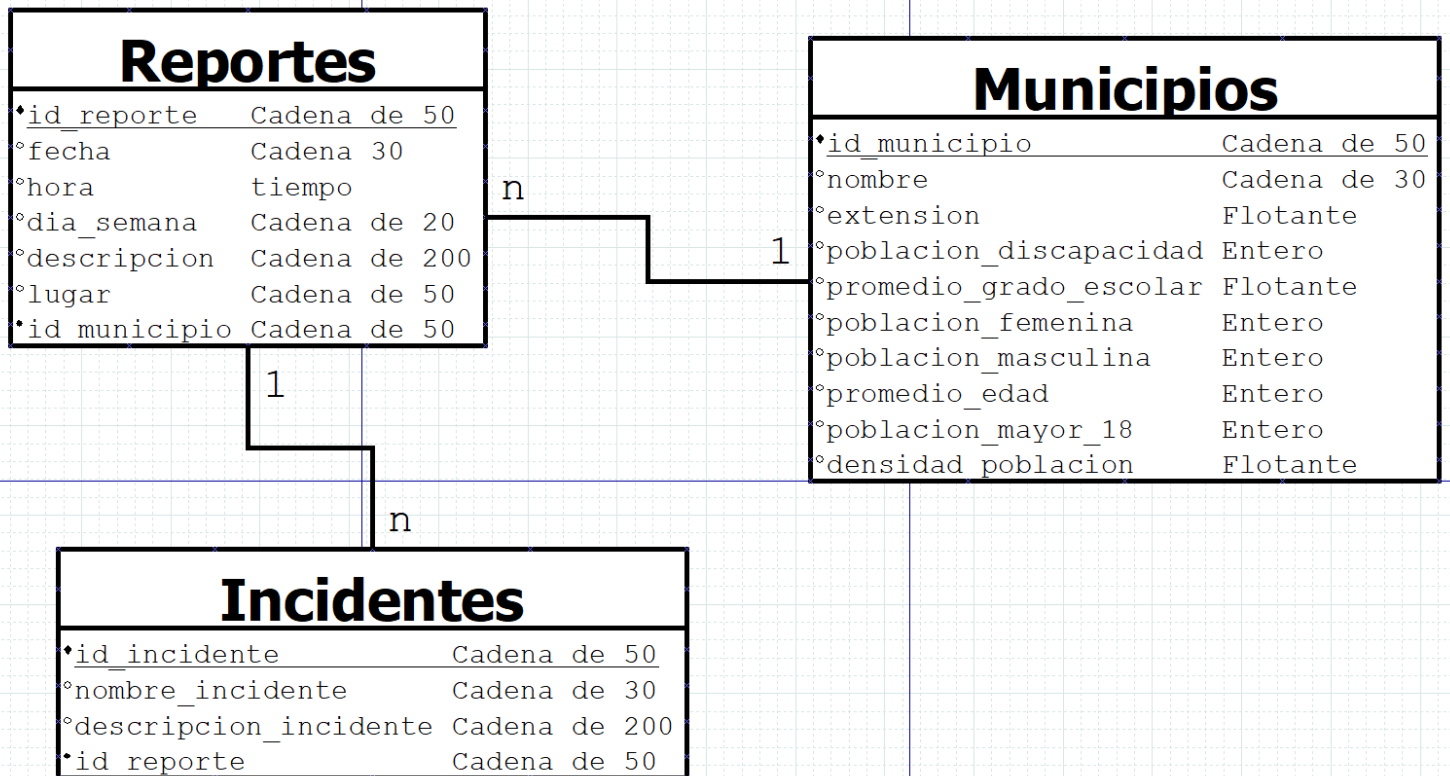 Reportes
id_reporte Cadena de 50
fecha Cadena 30
hora tiempo
dia_semana Cadena de 20
descripcion Cadena de 200
lugar Cadena de 50
id_municipio Cadena de 50
n
1
Municipios
id_municipio Cadena de 50
nombre Cadena de 30
extension Flotante
poblacion_discapacidad Entero
promedio_grado_escolar Flotante
poblacion_femenina Entero
poblacion_masculina Entero
promedio_edad Entero
poblacion_mayor_18 Entero
densidad_poblacion Flotante
1
n
Incidentes
id_incidente Cadena de 50
nombre_incidente Cadena de 30
descripcion_incidente Cadena de 200
id_reporte Cadena de 50